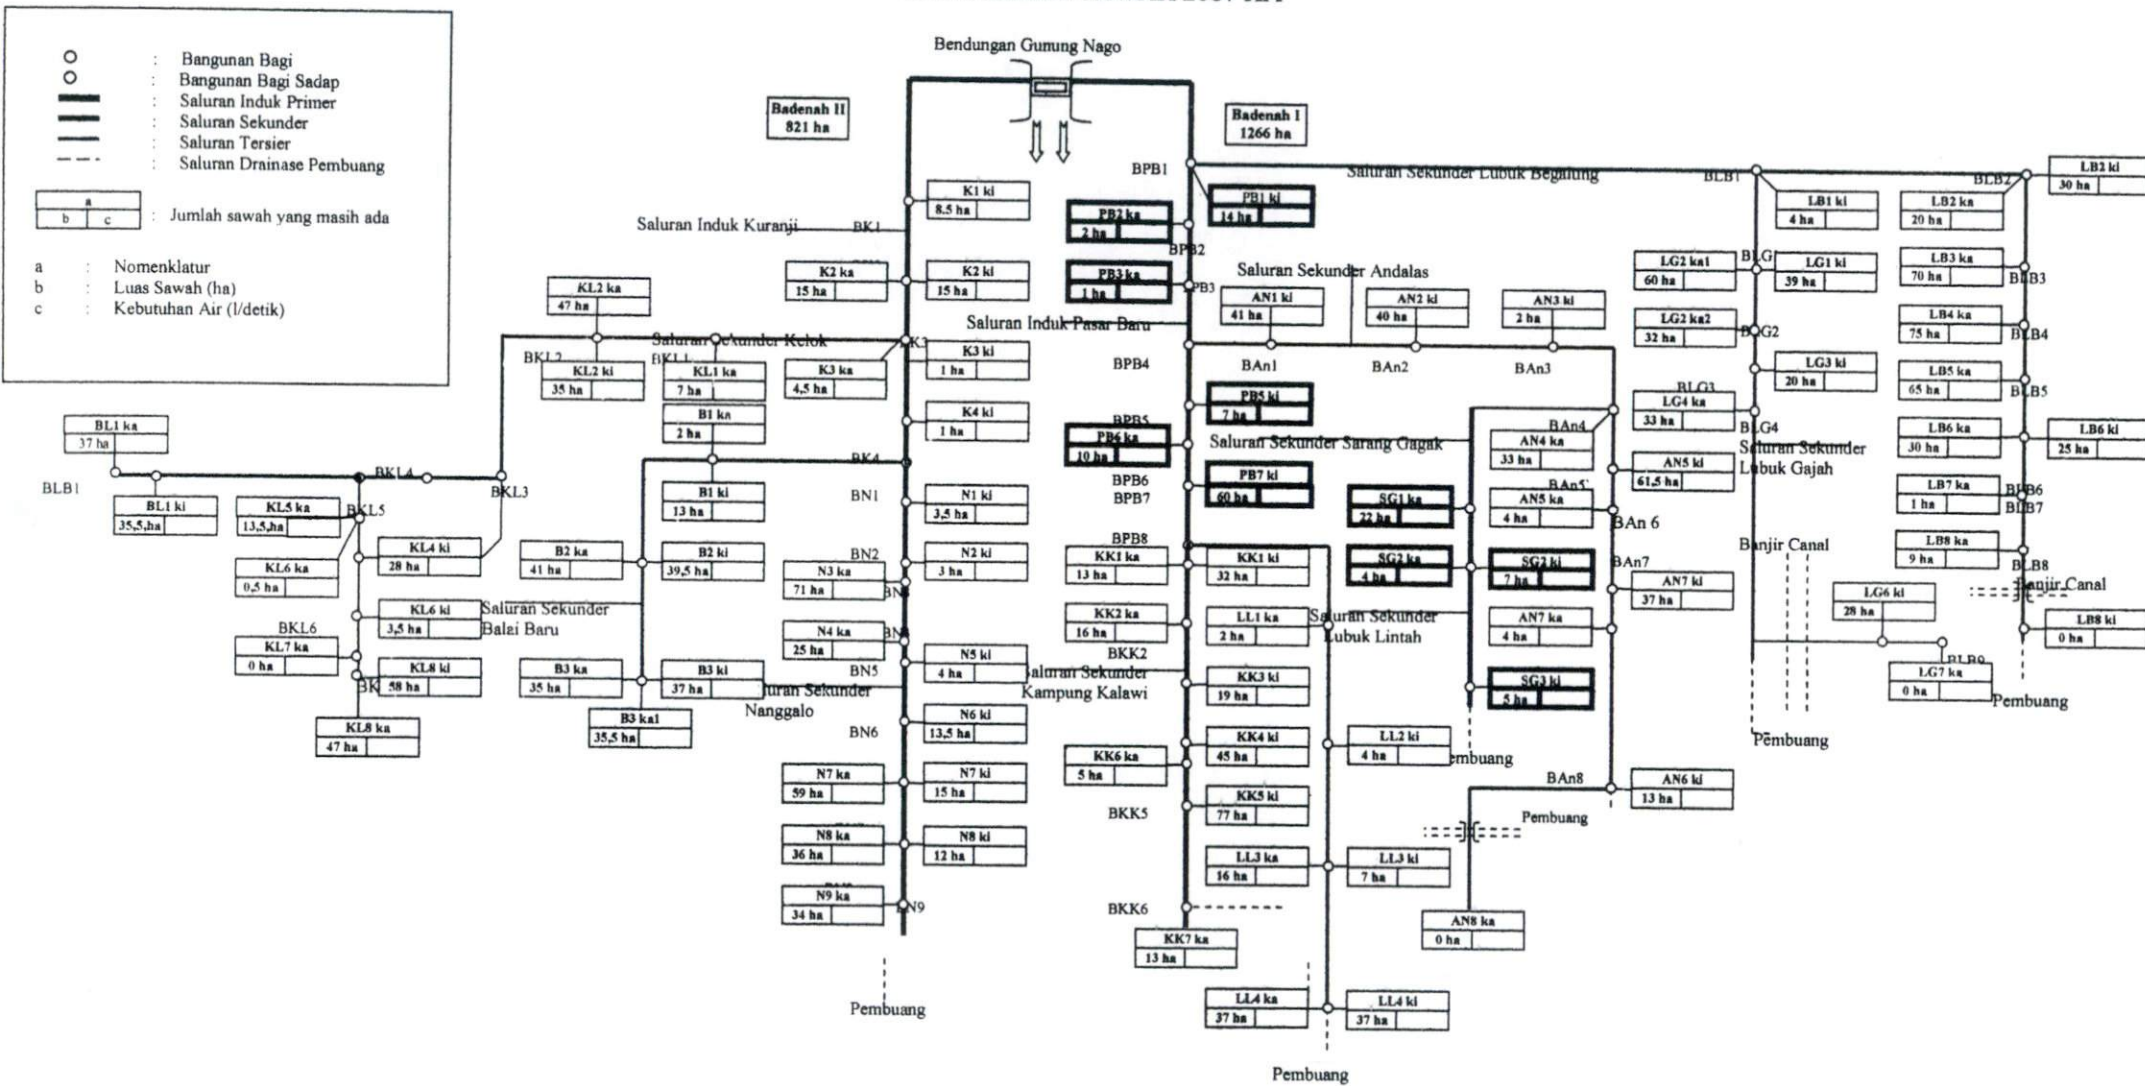 Bendungan Gunung Nago
: Bangunan Bagi
: Bangunan Bagi Sadap
: Saluran Induk Primer
: Saluran Sekunder
: Saluran Tersier
: Saluran Drainase Pembuang
a
b c
: Jumlah sawah yang masih ada
a : Nomenklatur
b : Luas Sawah (ha)
c : Kebutuhan Air (l/detik)
Badenah II
821 ha
Badenah I
1266 ha
Saluran Induk Kuranji
BK1
K1 ki
8.5 ha
K2 ka
15 ha
K2 ki
15 ha
KL2 ka
47 ha
Saluran Sekunder Kelok
BKL2
BKL1
KL2 ki
35 ha
KL1 ka
7 ha
K3 ka
4,5 ha
K3 ki
1 ha
K4 ki
1 ha
B1 ka
2 ha
BK4
BL1 ka
37 ha
BLB1
BL1 ki
35,5,ha
BKL4
BKL3
BKL5
KL5 ka
13,5,ha
KL6 ka
0,5 ha
KL4 ki
28 ha
KL6 ki
3,5 ha
BKL6
KL7 ka
0 ha
KL8 ki
58 ha
KL8 ka
47 ha
B1 ki
13 ha
B2 ka
41 ha
B2 ki
39,5 ha
Saluran Sekunder
Balai Baru
B3 ka
35 ha
B3 ki
37 ha
B3 ka1
35,5 ha
BN1
N1 ki
3,5 ha
BN2
N2 ki
3 ha
N3 ka
71 ha
N4 ka
25 ha
BN5
N5 ki
4 ha
Nanggalo
BN6
N6 ki
13,5 ha
N7 ka
59 ha
N7 ki
15 ha
N8 ka
36 ha
N8 ki
12 ha
N9 ka
34 ha
Pembuang
BPB1
PB1 ki
14 ha
PB2 ka
2 ha
BPB2
PB3 ka
1 ha
Saluran Induk Pasar Baru
BPB4
PB5 ki
7 ha
BPB5
PB6 ka
10 ha
BPB6
BPB7
PB7 ki
60 ha
BPB8
KK1 ka
13 ha
KK1 ki
32 ha
KK2 ka
16 ha
LL1 ka
2 ha
BKK2
Kampung Kalawi
KK3 ki
19 ha
KK4 ki
45 ha
KK6 ka
5 ha
KK5 ki
77 ha
BKK5
LL2 ki
4 ha
LL3 ka
16 ha
LL3 ki
7 ha
BKK6
KK7 ka
13 ha
LL4 ka
37 ha
LL4 ki
37 ha
Pembuang
Saluran Sekunder Andalas
AN1 ki
41 ha
AN2 ki
40 ha
AN3 ki
2 ha
BAn1
BAn2
BAn3
Saluran Sekunder Sarang Gagak
BAn4
AN4 ka
33 ha
AN5 ki
61,5 ha
BAn5
SG1 ka
22 ha
AN5 ka
4 ha
BAn 6
SG2 ka
4 ha
SG2 ki
7 ha
BAn7
AN7 ki
37 ha
Saluran Sekunder
Lubuk Lintah
AN7 ka
4 ha
SG3 ki
5 ha
BAn8
AN6 ki
13 ha
Pembuang
AN8 ka
0 ha
Saluran Sekunder Lubuk Begalung
BLB1
LB1 ki
4 ha
BLB2
LB2 ki
30 ha
LB2 ka
20 ha
LG2 ka1
60 ha
LG1 ki
39 ha
LB3 ka
70 ha
BLB3
LG2 ka2
32 ha
BLG2
LB4 ka
75 ha
BLB4
BLG3
LG3 ki
20 ha
LB5 ka
65 ha
BLB5
LG4 ka
33 ha
BLG4
LB6 ka
30 ha
LB6 ki
25 ha
Saluran Sekunder
Lubuk Gajah
LB7 ka
1 ha
BLB6
BLB7
Banjir Canal
LB8 ka
9 ha
BLB8
Banjir Canal
LG6 ki
28 ha
LB8 ki
0 ha
BLB9
LG7 ka
0 ha
Pembuang
Pembuang